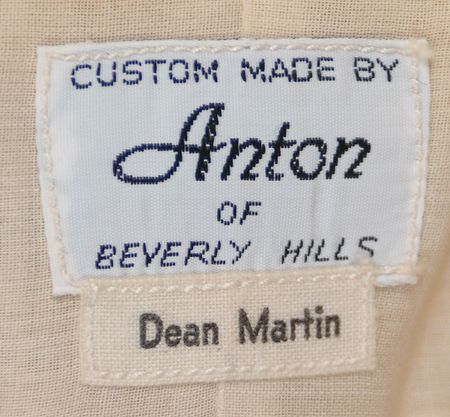 CUSTOM MADE BY
Anton
OF
BEVERLY HILLS
Dean Martin